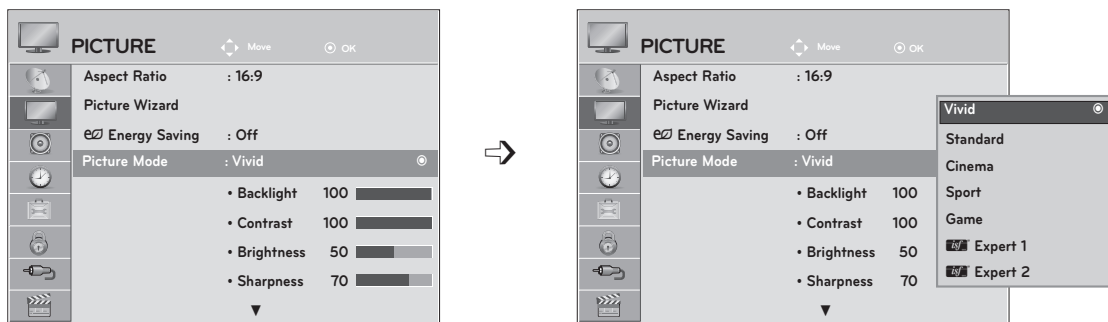 PICTURE Move OK
Aspect Ratio : 16:9
Picture Wizard
Energy Saving : Off
Picture Mode : Vivid
• Backlight 100
• Contrast 100
• Brightness 50
• Sharpness 70
PICTURE Move OK
Aspect Ratio : 16:9
Picture Wizard
Energy Saving : Off
Picture Mode : Vivid
• Backlight 100
• Contrast 100
• Brightness 50
• Sharpness 70
Vivid
Standard
Cinema
Sport
Game
isf Expert 1
isf Expert 2